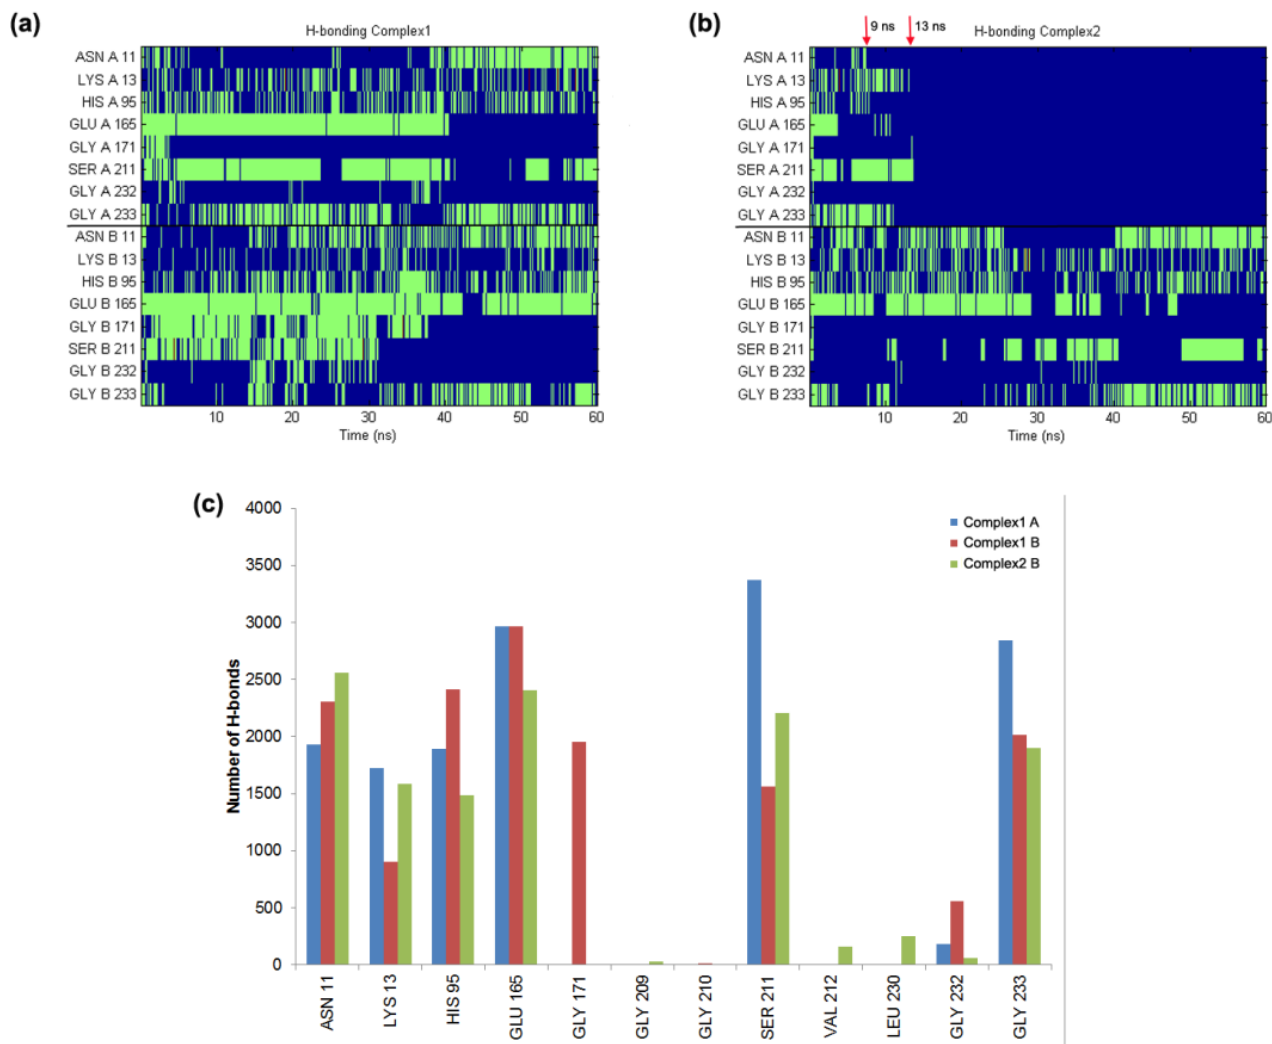 (a)
H-bonding Complex1
ASN A 11
LYS A 13
HIS A 95
GLU A 165
GLY A 171
SER A 211
GLY A 232
GLY A 233
ASN B 11
LYS B 13
HIS B 95
GLU B 165
GLY B 171
SER B 211
GLY B 232
GLY B 233
10 20 30 40 50 60
Time (ns)
(b)
9 ns 13 ns
H-bonding Complex2
ASN A 11
LYS A 13
HIS A 95
GLU A 165
GLY A 171
SER A 211
GLY A 232
GLY A 233
ASN B 11
LYS B 13
HIS B 95
GLU B 165
GLY B 171
SER B 211
GLY B 232
GLY B 233
10 20 30 40 50 60
Time (ns)
(c)
Number of H-bonds
4000
3500
3000
2500
2000
1500
1000
500
0
Complex1 A
Complex1 B
Complex2 B
ASN 11
LYS 13
HIS 95
GLU 165
GLY 171
GLY 209
GLY 210
SER 211
VAL 212
LEU 230
GLY 232
GLY 233